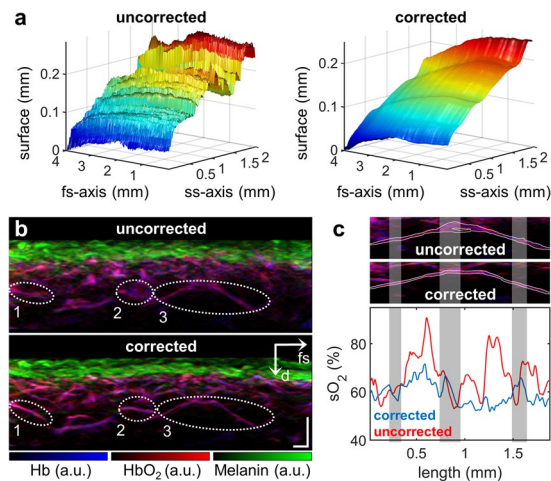 a
uncorrected
corrected
surface (mm)
0.2
0.1
0
4
3
2
1
fs-axis (mm)
0.5
1
1.5
2
ss-axis (mm)
surface (mm)
0.2
0.1
0
4
3
2
1
fs-axis (mm)
0.5
1
1.5
2
ss-axis (mm)
b
uncorrected
1
2
3
corrected
fs
d
1
2
3
Hb (a.u.)
HbO2 (a.u.)
Melanin (a.u.)
c
uncorrected
corrected
sO2 (%)
80
60
40
corrected
uncorrected
0.5
1
1.5
length (mm)